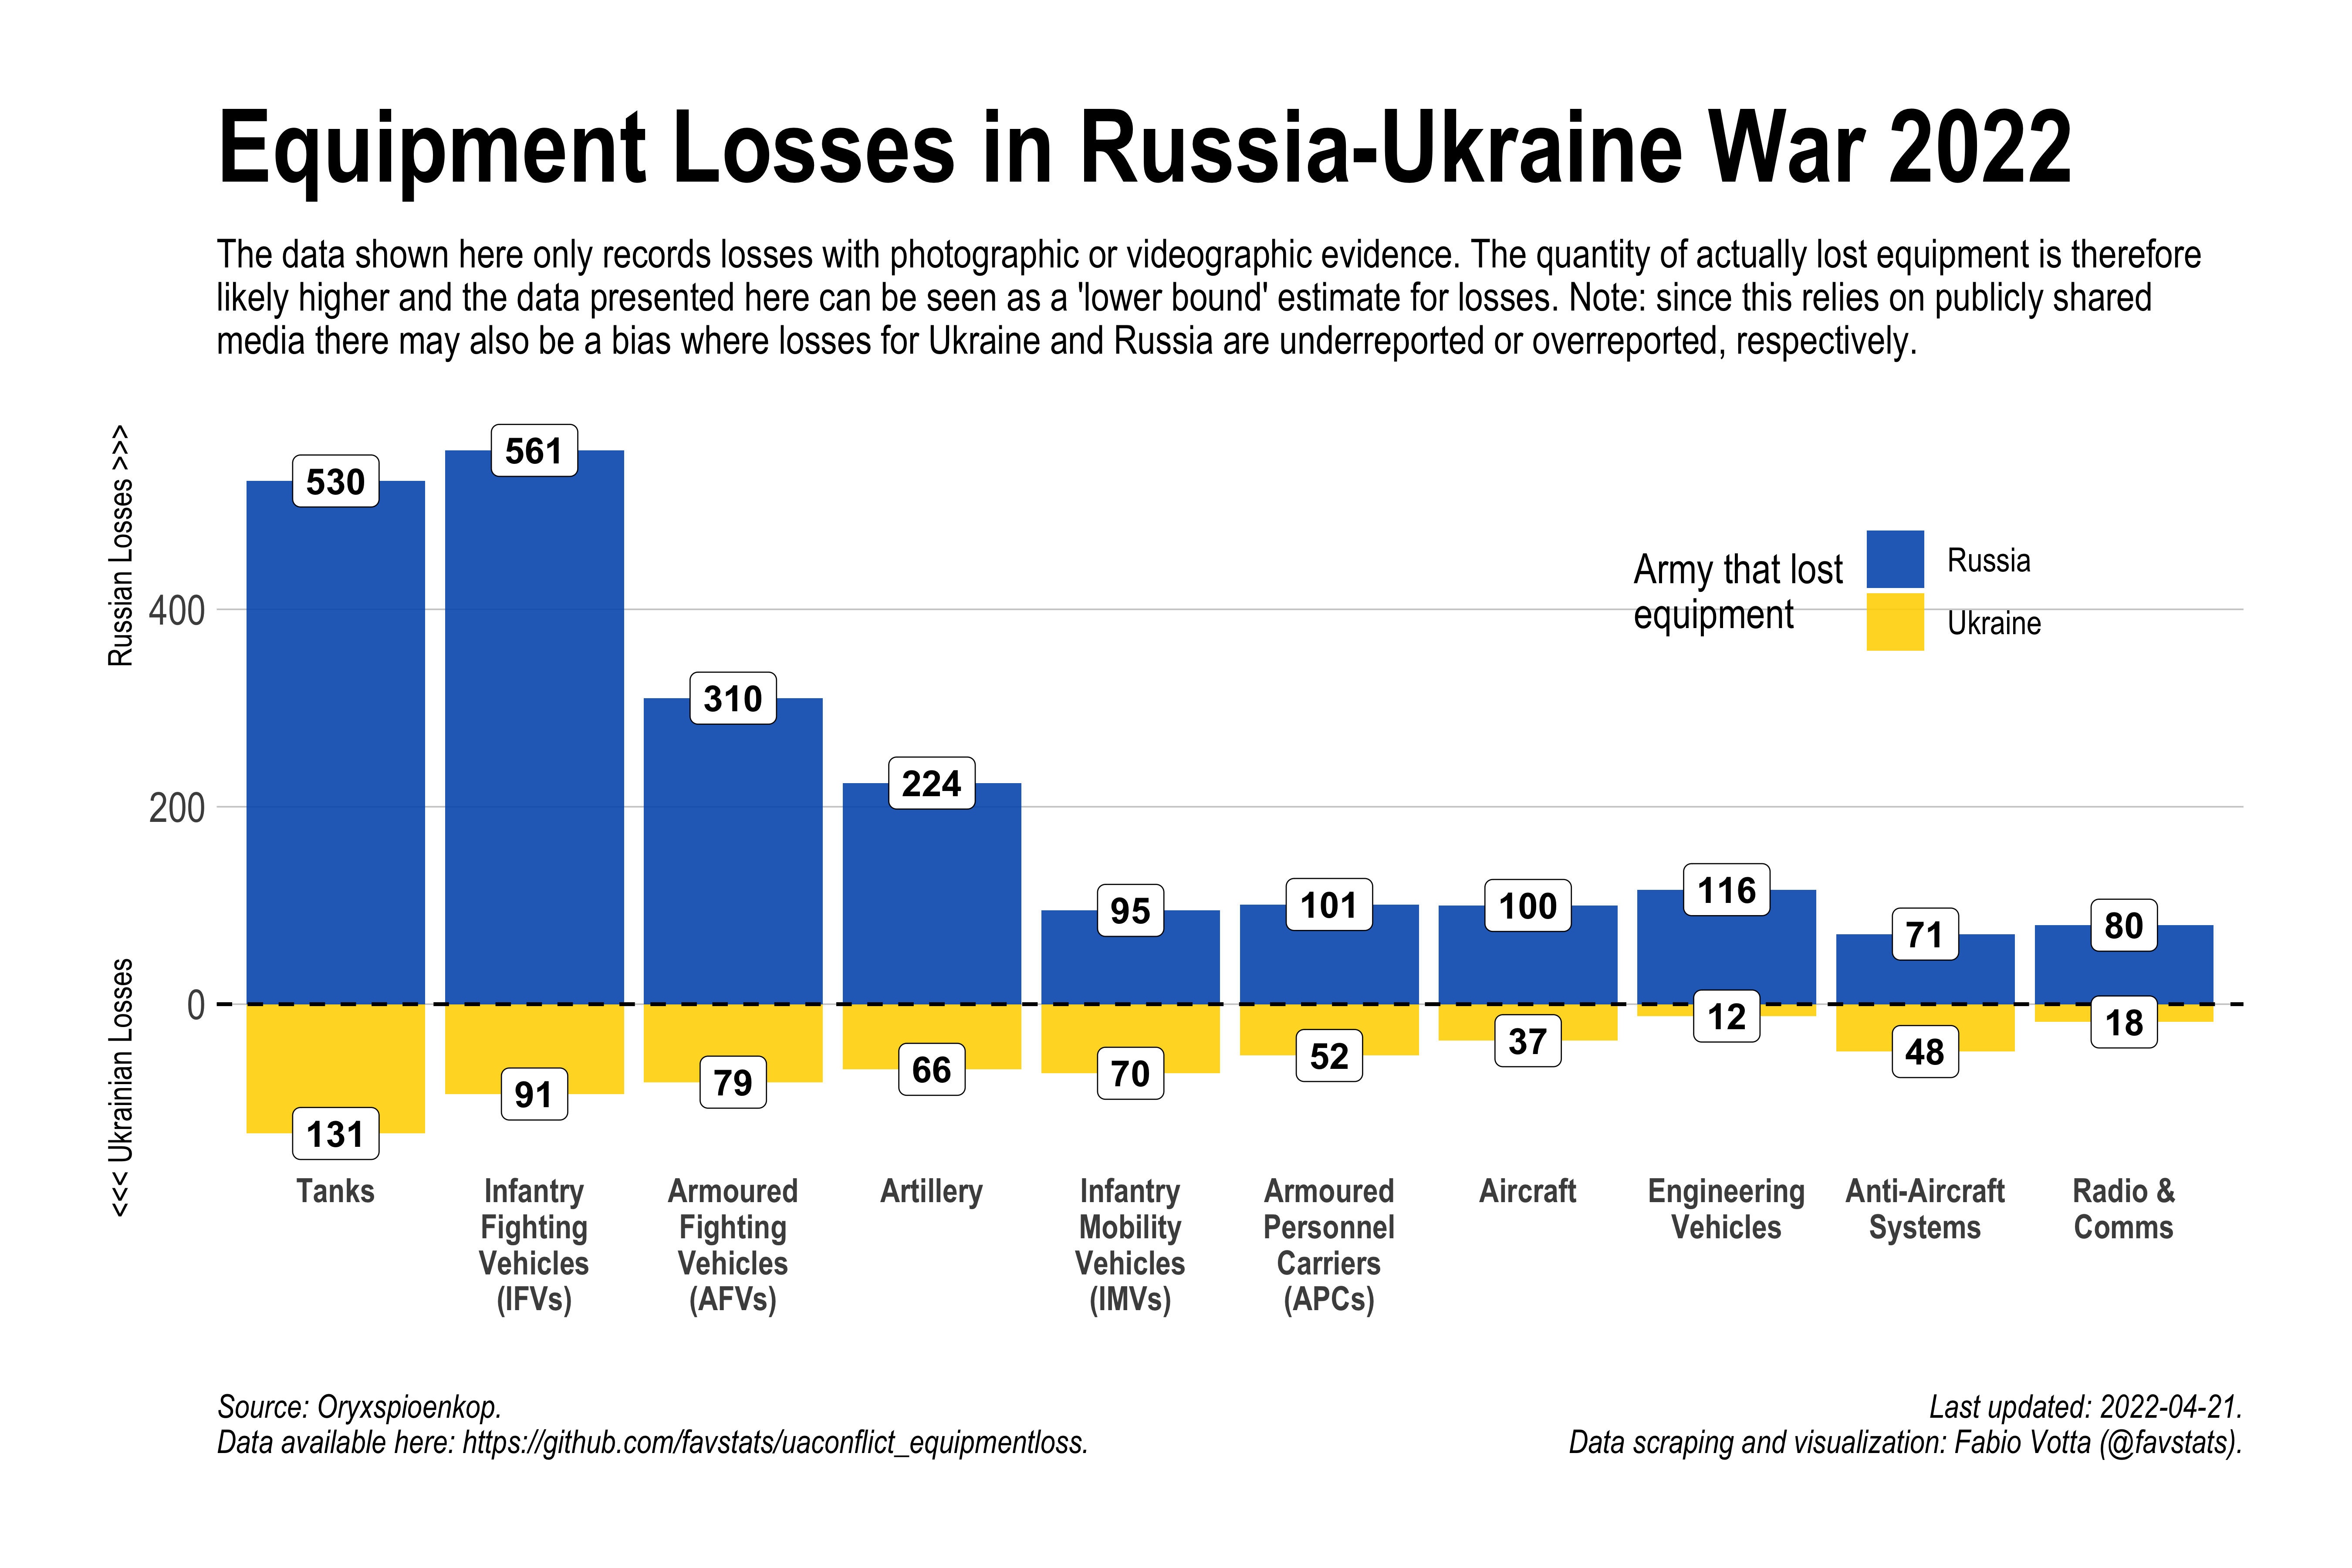 Equipment Losses in Russia-Ukraine War 2022
The data shown here only records losses with photographic or videographic evidence. The quantity of actually lost equipment is therefore
likely higher and the data presented here can be seen as a 'lower bound' estimate for losses. Note: since this relies on publicly shared
media there may also be a bias where losses for Ukraine and Russia are underreported or overreported, respectively.
Russian Losses >>>
<<< Ukrainian Losses
400
200
0
Army that lost
equipment
Russia
Ukraine
530
561
310
224
95
101
100
116
71
80
131
91
79
66
70
52
37
12
48
18
Tanks
Infantry
Fighting
Vehicles
(IFVs)
Armoured
Fighting
Vehicles
(AFVs)
Artillery
Infantry
Mobility
Vehicles
(IMVs)
Armoured
Personnel
Carriers
(APCs)
Aircraft
Engineering
Vehicles
Anti-Aircraft
Systems
Radio &
Comms
Source: Oryxspioenkop.
Data available here: https://github.com/favstats/uaconflict_equipmentloss.
Last updated: 2022-04-21.
Data scraping and visualization: Fabio Votta (@favstats).